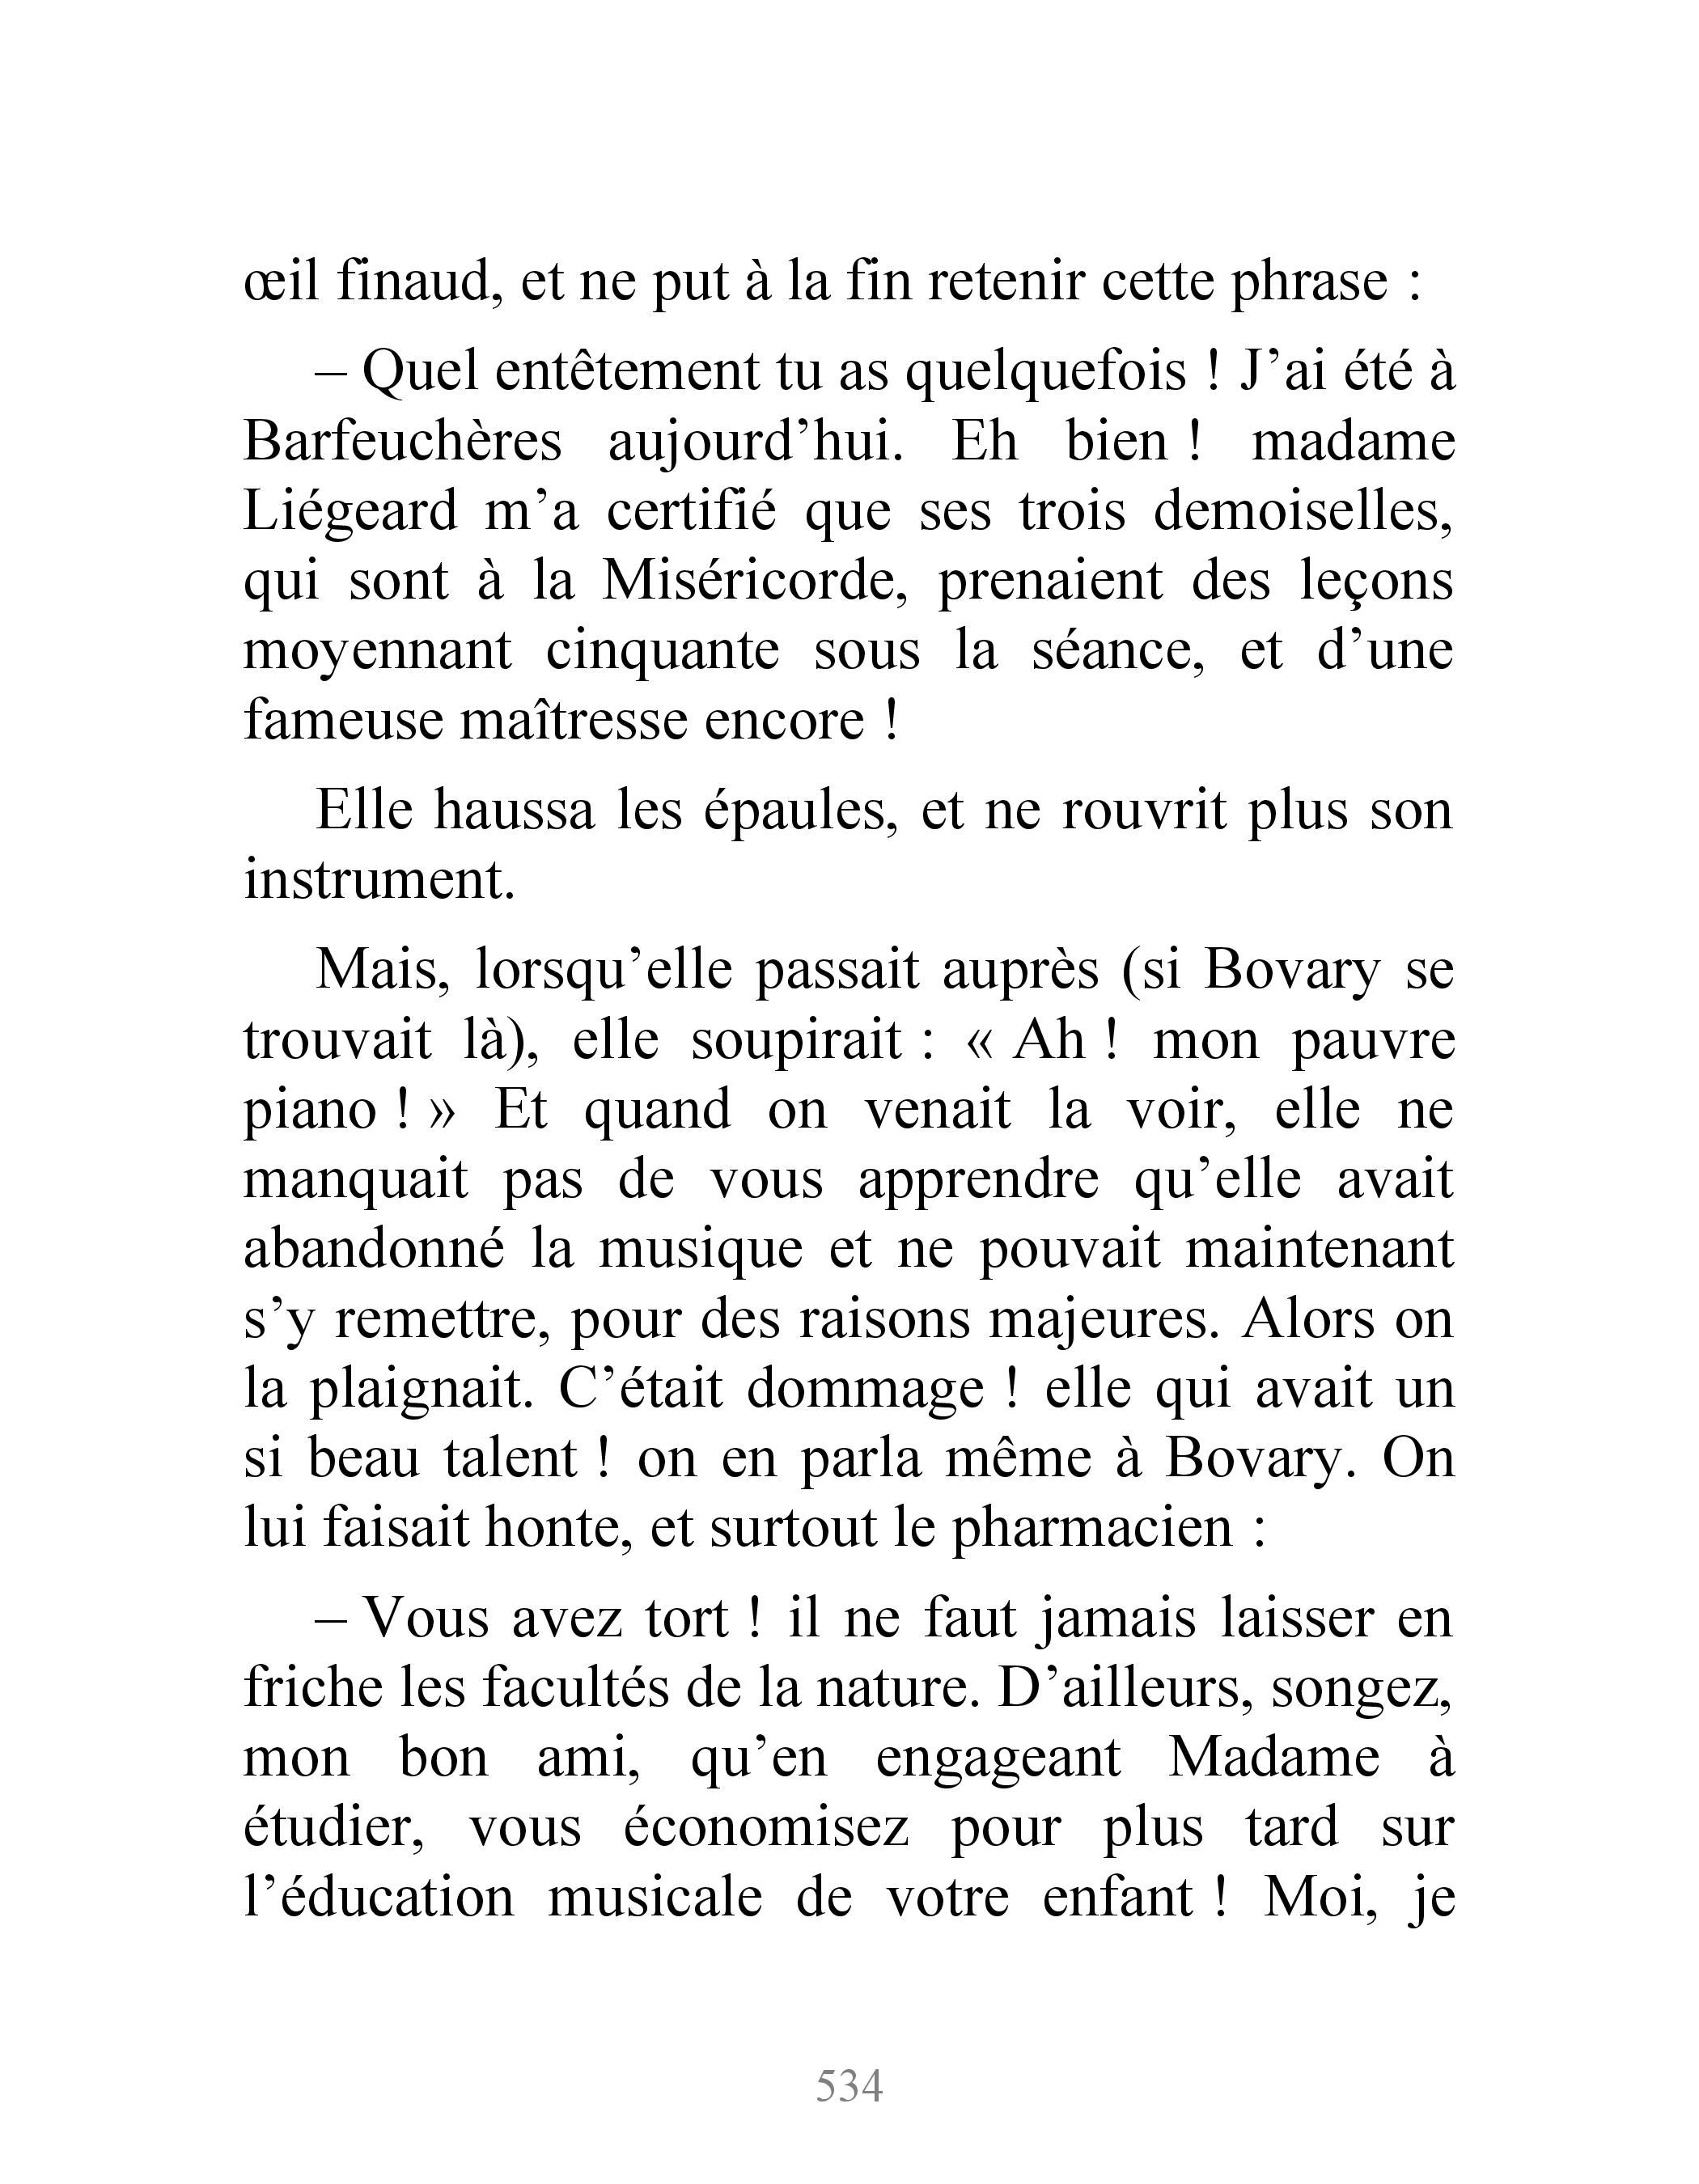 œil finaud, et ne put à la fin retenir cette phrase :
– Quel entêtement tu as quelquefois ! J’ai été à
Barfeuchères aujourd’hui. Eh bien ! madame
Liégeard m’a certifié que ses trois demoiselles,
qui sont à la Miséricorde, prenaient des leçons
moyennant cinquante sous la séance, et d’une
fameuse maîtresse encore !
Elle haussa les épaules, et ne rouvrit plus son
instrument.
Mais, lorsqu’elle passait auprès (si Bovary se
trouvait là), elle soupirait : « Ah ! mon pauvre
piano ! » Et quand on venait la voir, elle ne
manquait pas de vous apprendre qu’elle avait
abandonné la musique et ne pouvait maintenant
s’y remettre, pour des raisons majeures. Alors on
la plaignait. C’était dommage ! elle qui avait un
si beau talent ! on en parla même à Bovary. On
lui faisait honte, et surtout le pharmacien :
– Vous avez tort ! il ne faut jamais laisser en
friche les facultés de la nature. D’ailleurs, songez,
mon bon ami, qu’en engageant Madame à
étudier, vous économisez pour plus tard sur
l’éducation musicale de votre enfant ! Moi, je
534